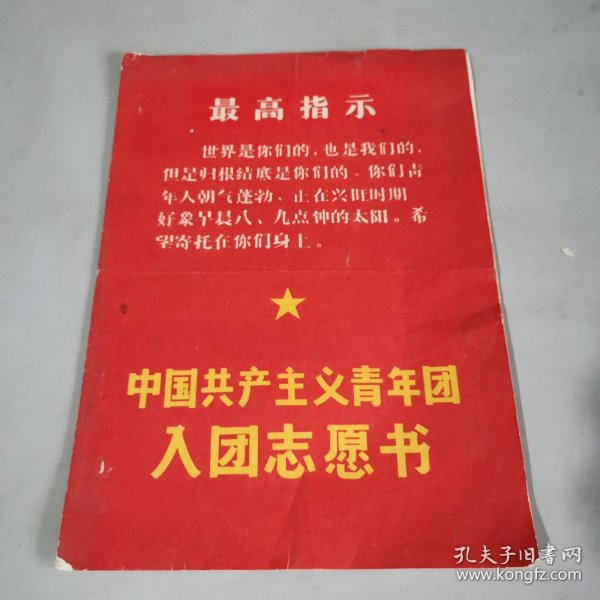 最高指示
世界是你们的，也是我们的，
但是归根结底是你们的。你们青
年人朝气蓬勃、正在兴旺时期
好象早晨八、九点钟的太阳。希
望寄托在你们身上。
中国共产主义青年团
入团志愿书
孔夫子旧书网
www.kongfz.com